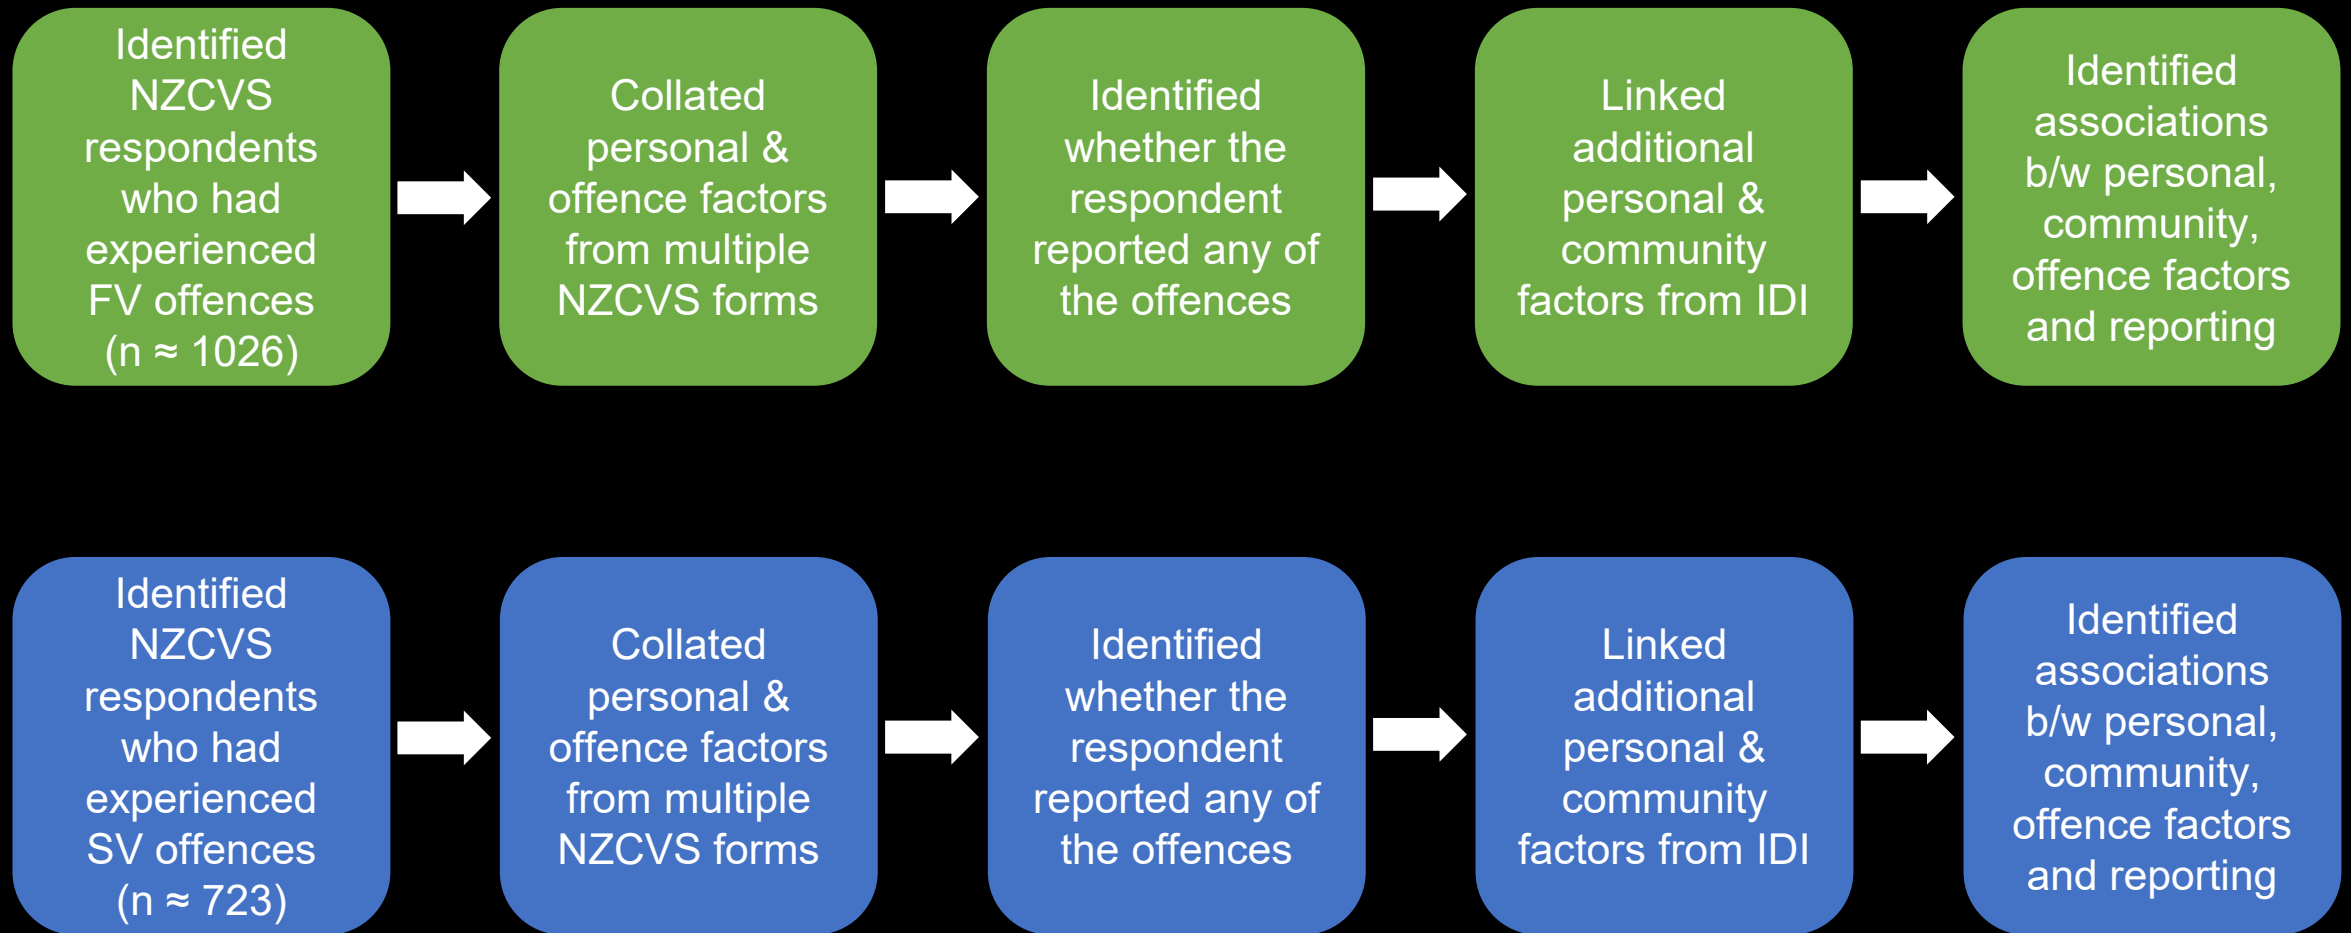 Identified
NZCVS
respondents
who had
experienced
FV offences
(n ≈ 1026)
Collated
personal &
offence factors
from multiple
NZCVS forms
Identified
whether the
respondent
reported any of
the offences
Linked
additional
personal &
community
factors from IDI
Identified
associations
b/w personal,
community,
offence factors
and reporting
Identified
NZCVS
respondents
who had
experienced
SV offences
(n ≈ 723)
Collated
personal &
offence factors
from multiple
NZCVS forms
Identified
whether the
respondent
reported any of
the offences
Linked
additional
personal &
community
factors from IDI
Identified
associations
b/w personal,
community,
offence factors
and reporting